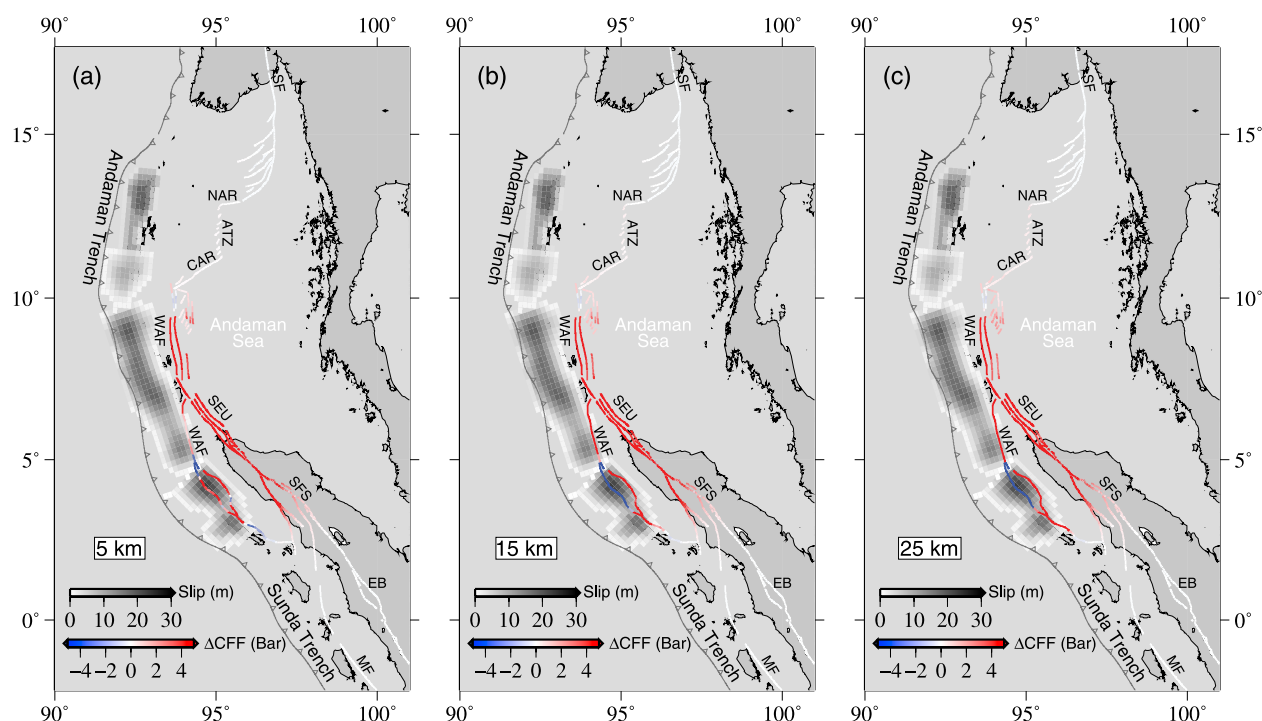 90° 95° 100° 90° 95° 100° 90° 95° 100°
(a) (b) (c)
SF SF SF
15° 15°
Andaman Trench Andaman Trench Andaman Trench
NAR NAR NAR
ATZ ATZ ATZ
CAR CAR CAR
10° 10°
WAF WAF WAF
Andaman Andaman Andaman
Sea Sea Sea
SEU SEU SEU
WAF WAF WAF
5° 5°
SFS SFS SFS
5 km 15 km 25 km
EB EB EB
Slip (m) Slip (m) Slip (m)
0 10 20 30 0 10 20 30 0 10 20 30
0° 0°
Sunda Trench Sunda Trench Sunda Trench
ΔCFF (Bar) ΔCFF (Bar) ΔCFF (Bar)
−4 −2 0 2 4 −4 −2 0 2 4 −4 −2 0 2 4
MF MF MF
90° 95° 100° 90° 95° 100° 90° 95° 100°